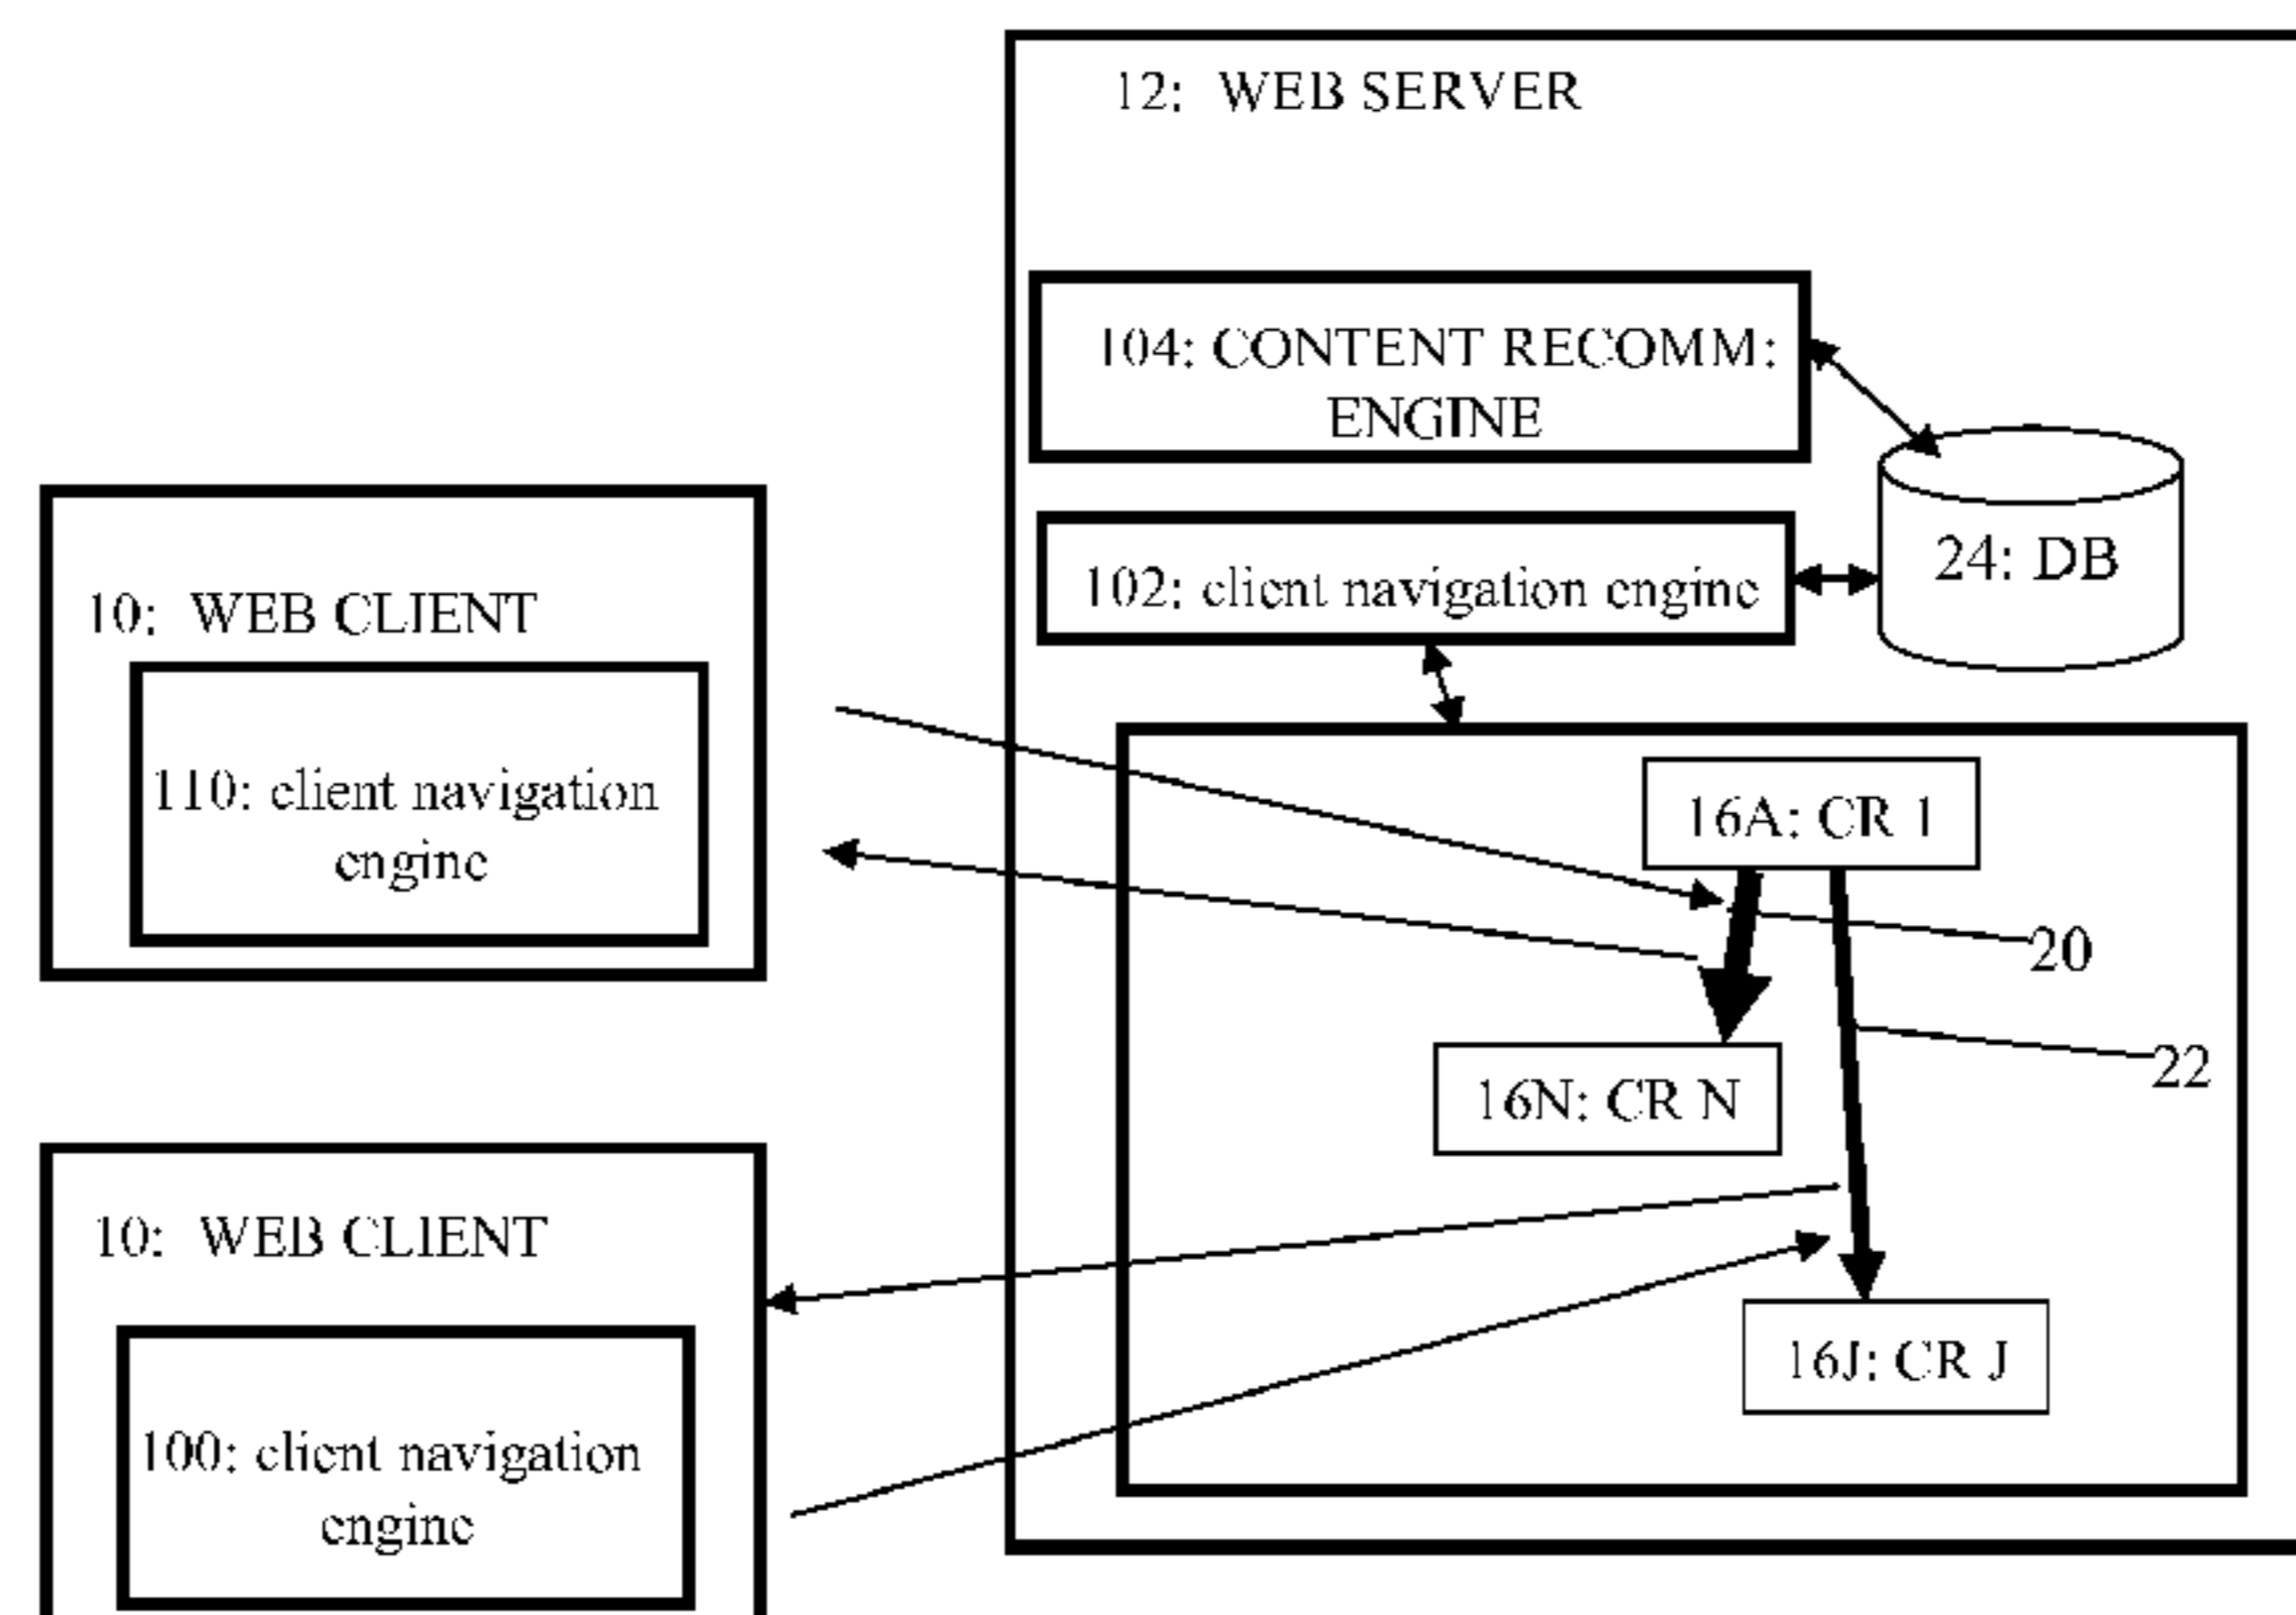 12: WEB SERVER
104: CONTENT RECOMM:
ENGINE
24: DB
102: client navigation engine
10: WEB CLIENT
110: client navigation
engine
16A: CR 1
20
16N: CR N
22
10: WEB CLIENT
16J: CR J
100: client navigation
engine